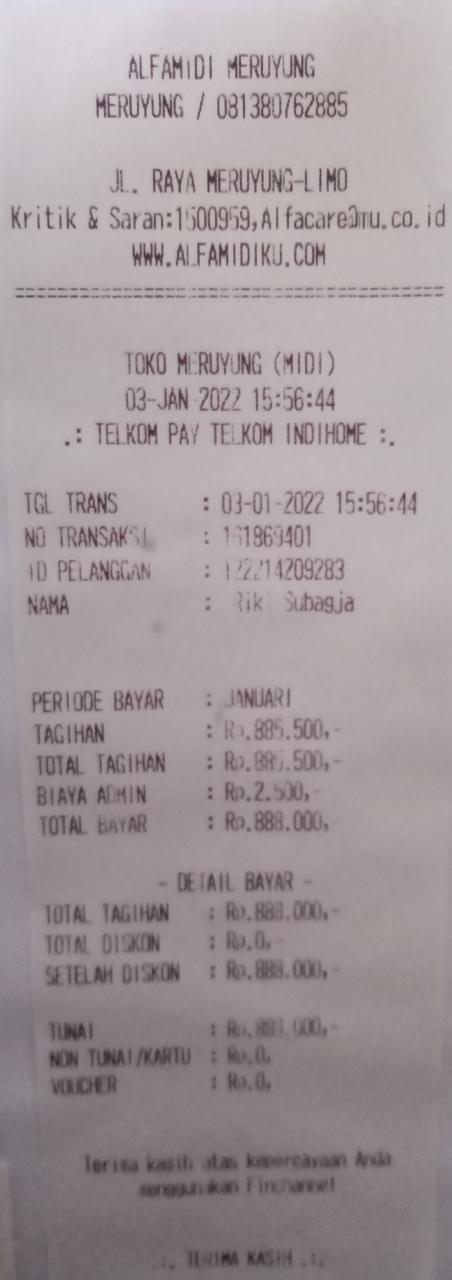 ALFAMIDI MERUYUNG
MERUYUNG / 081380762885
JL. RAYA MERUYUNG-LIMO
Kritik & Saran:1500959,Alfacare@mu.co.id
WWW.ALFAMIDIKU.COM
TOKO MERUYUNG (MIDI)
03-JAN-2022 15:56:44
.: TELKOM PAY TELKOM INDIHOME :.
TGL TRANS : 03-01-2022 15:56:44
NO TRANSAKSI :
ID PELANGGAN :
NAMA : Riki Subagja
PERIODE BAYAR : JANUARI
TAGIHAN : Rp.885.500,-
TOTAL TAGIHAN : Rp.885.500,-
BIAYA ADMIN : Rp.2.500,-
TOTAL BAYAR : Rp.888.000,-
- DETAIL BAYAR -
TOTAL TAGIHAN : Rp.888.000,-
TOTAL DISKON : Rp.0,-
SETELAH DISKON : Rp.888.000,-
TUNAI : Rp.888.000,-
NON TUNAI/KARTU : Rp.0,
VOUCHER : Rp.0,
Terima kasih atas kepercayaan Anda
menggunakan Finchannel
.:. TERIMA KASIH .:.